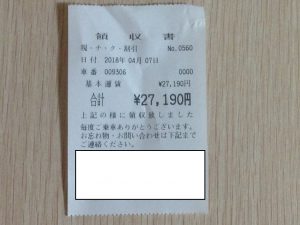 領収書
現・チ・ク・割引 No.0560
日付 2018年 04月 07日
車番 009306 0000
基本運賃 ¥27,190円
合計 ¥27,190円
上記の様に領収致しました
毎度ご乗車ありがとうございます。
お忘れ物・お問い合わせは下記まで
ご連絡ください。